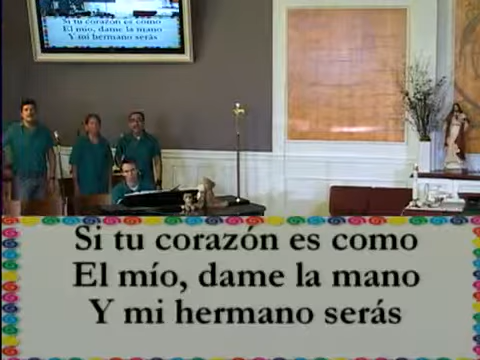 Si tu corazón es como
El mío, dame la mano
Y mi hermano serás
Si tu corazón es como
El mío, dame la mano
Y mi hermano serás